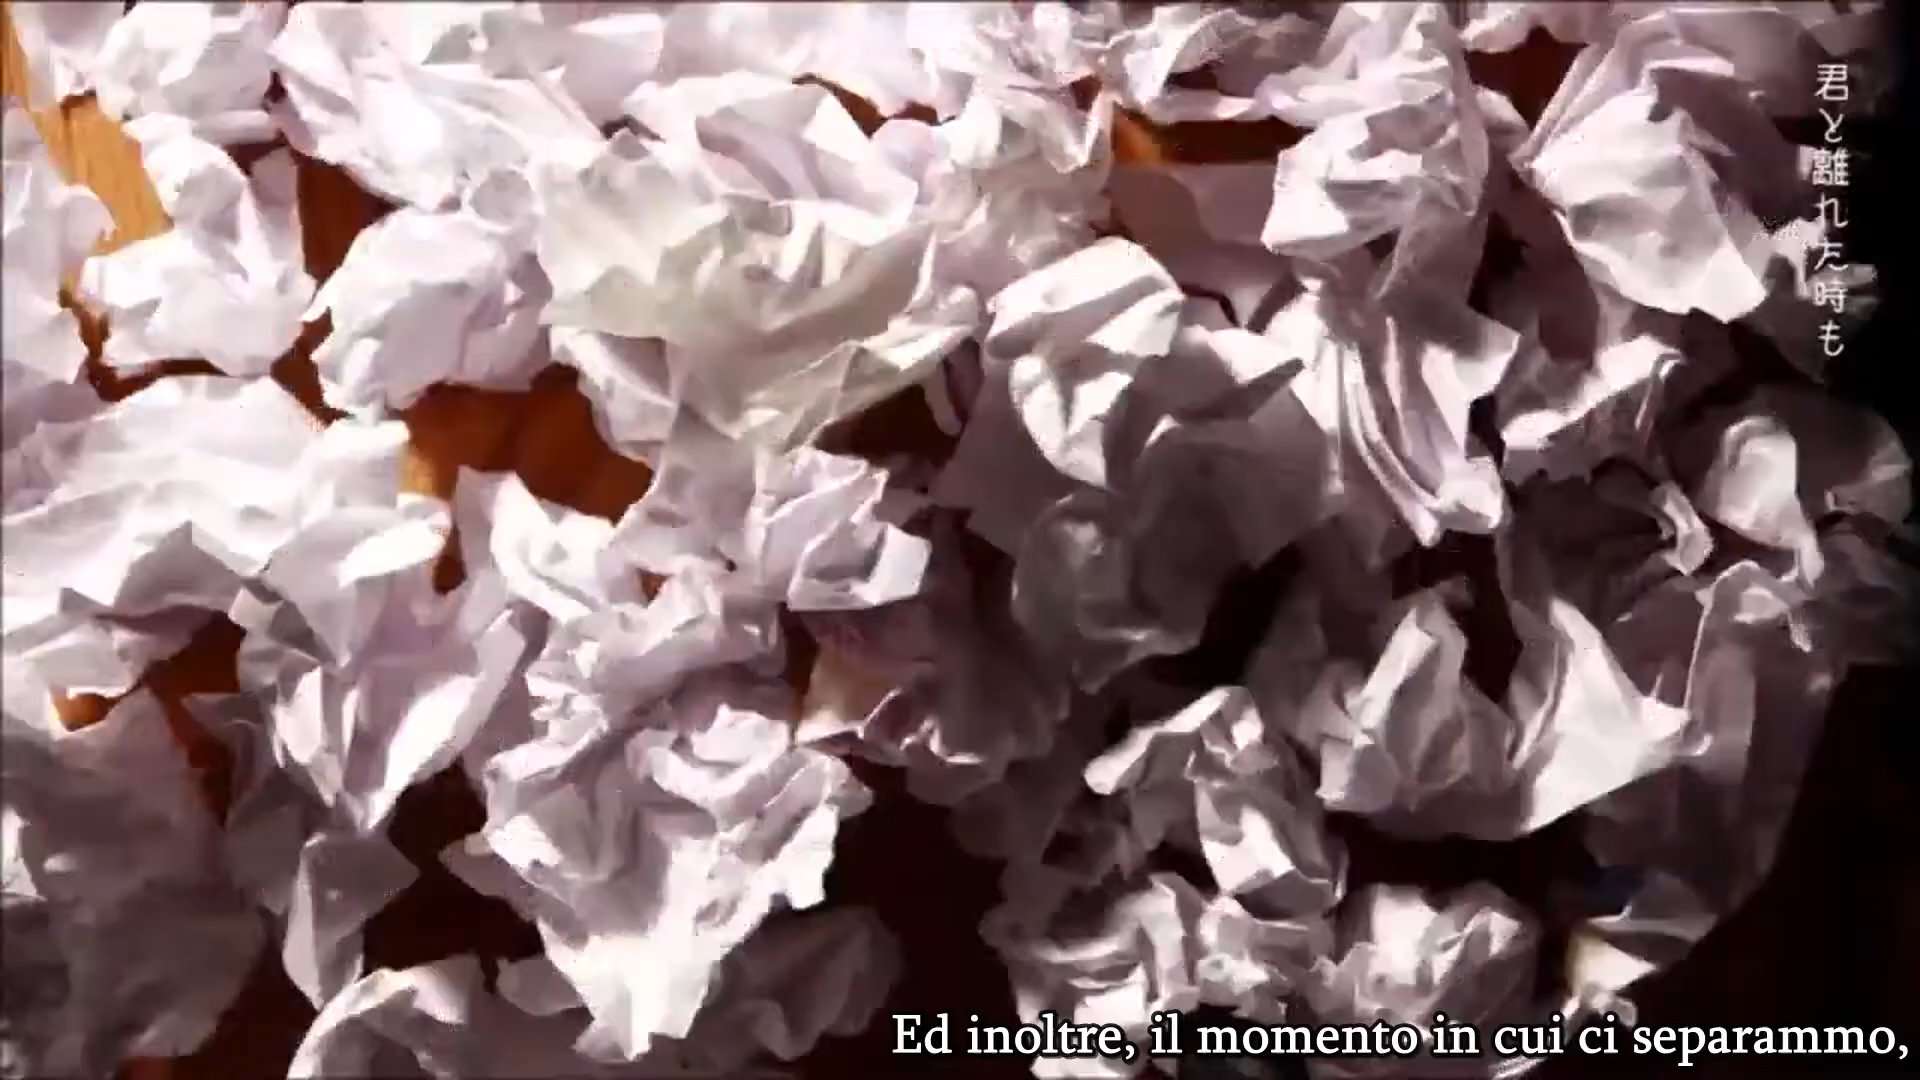 君と離れた時も
Ed inoltre, il momento in cui ci separammo,